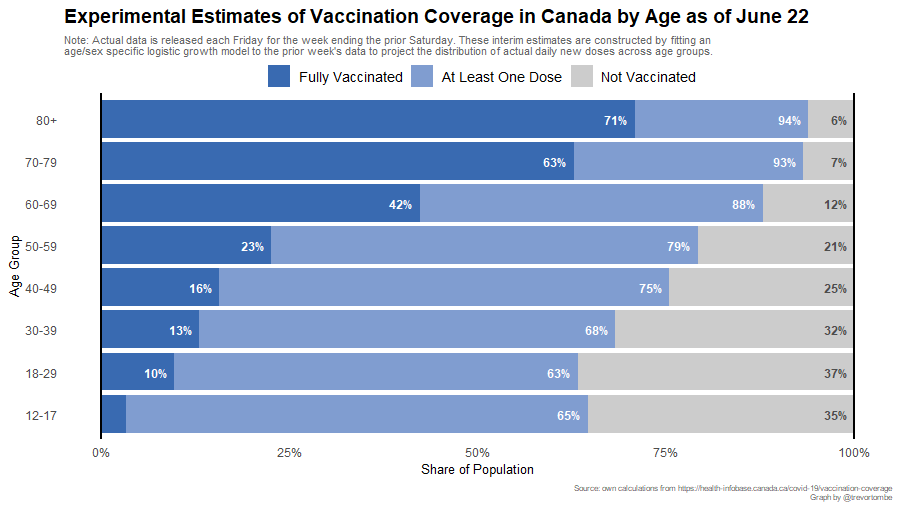 Experimental Estimates of Vaccination Coverage in Canada by Age as of June 22
Note: Actual data is released each Friday for the week ending the prior Saturday. These interim estimates are constructed by fitting an
age/sex specific logistic growth model to the prior week's data to project the distribution of actual daily new doses across age groups.
Fully Vaccinated At Least One Dose Not Vaccinated
80+ 71% 94% 6%
70-79 63% 93% 7%
60-69 42% 88% 12%
50-59 23% 79% 21%
40-49 16% 75% 25%
30-39 13% 68% 32%
18-29 10% 63% 37%
12-17 65% 35%
Age Group
0% 25% 50% 75% 100%
Share of Population
Source: own calculations from https://health-infobase.canada.ca/covid-19/vaccination-coverage
Graph by @trevortombe